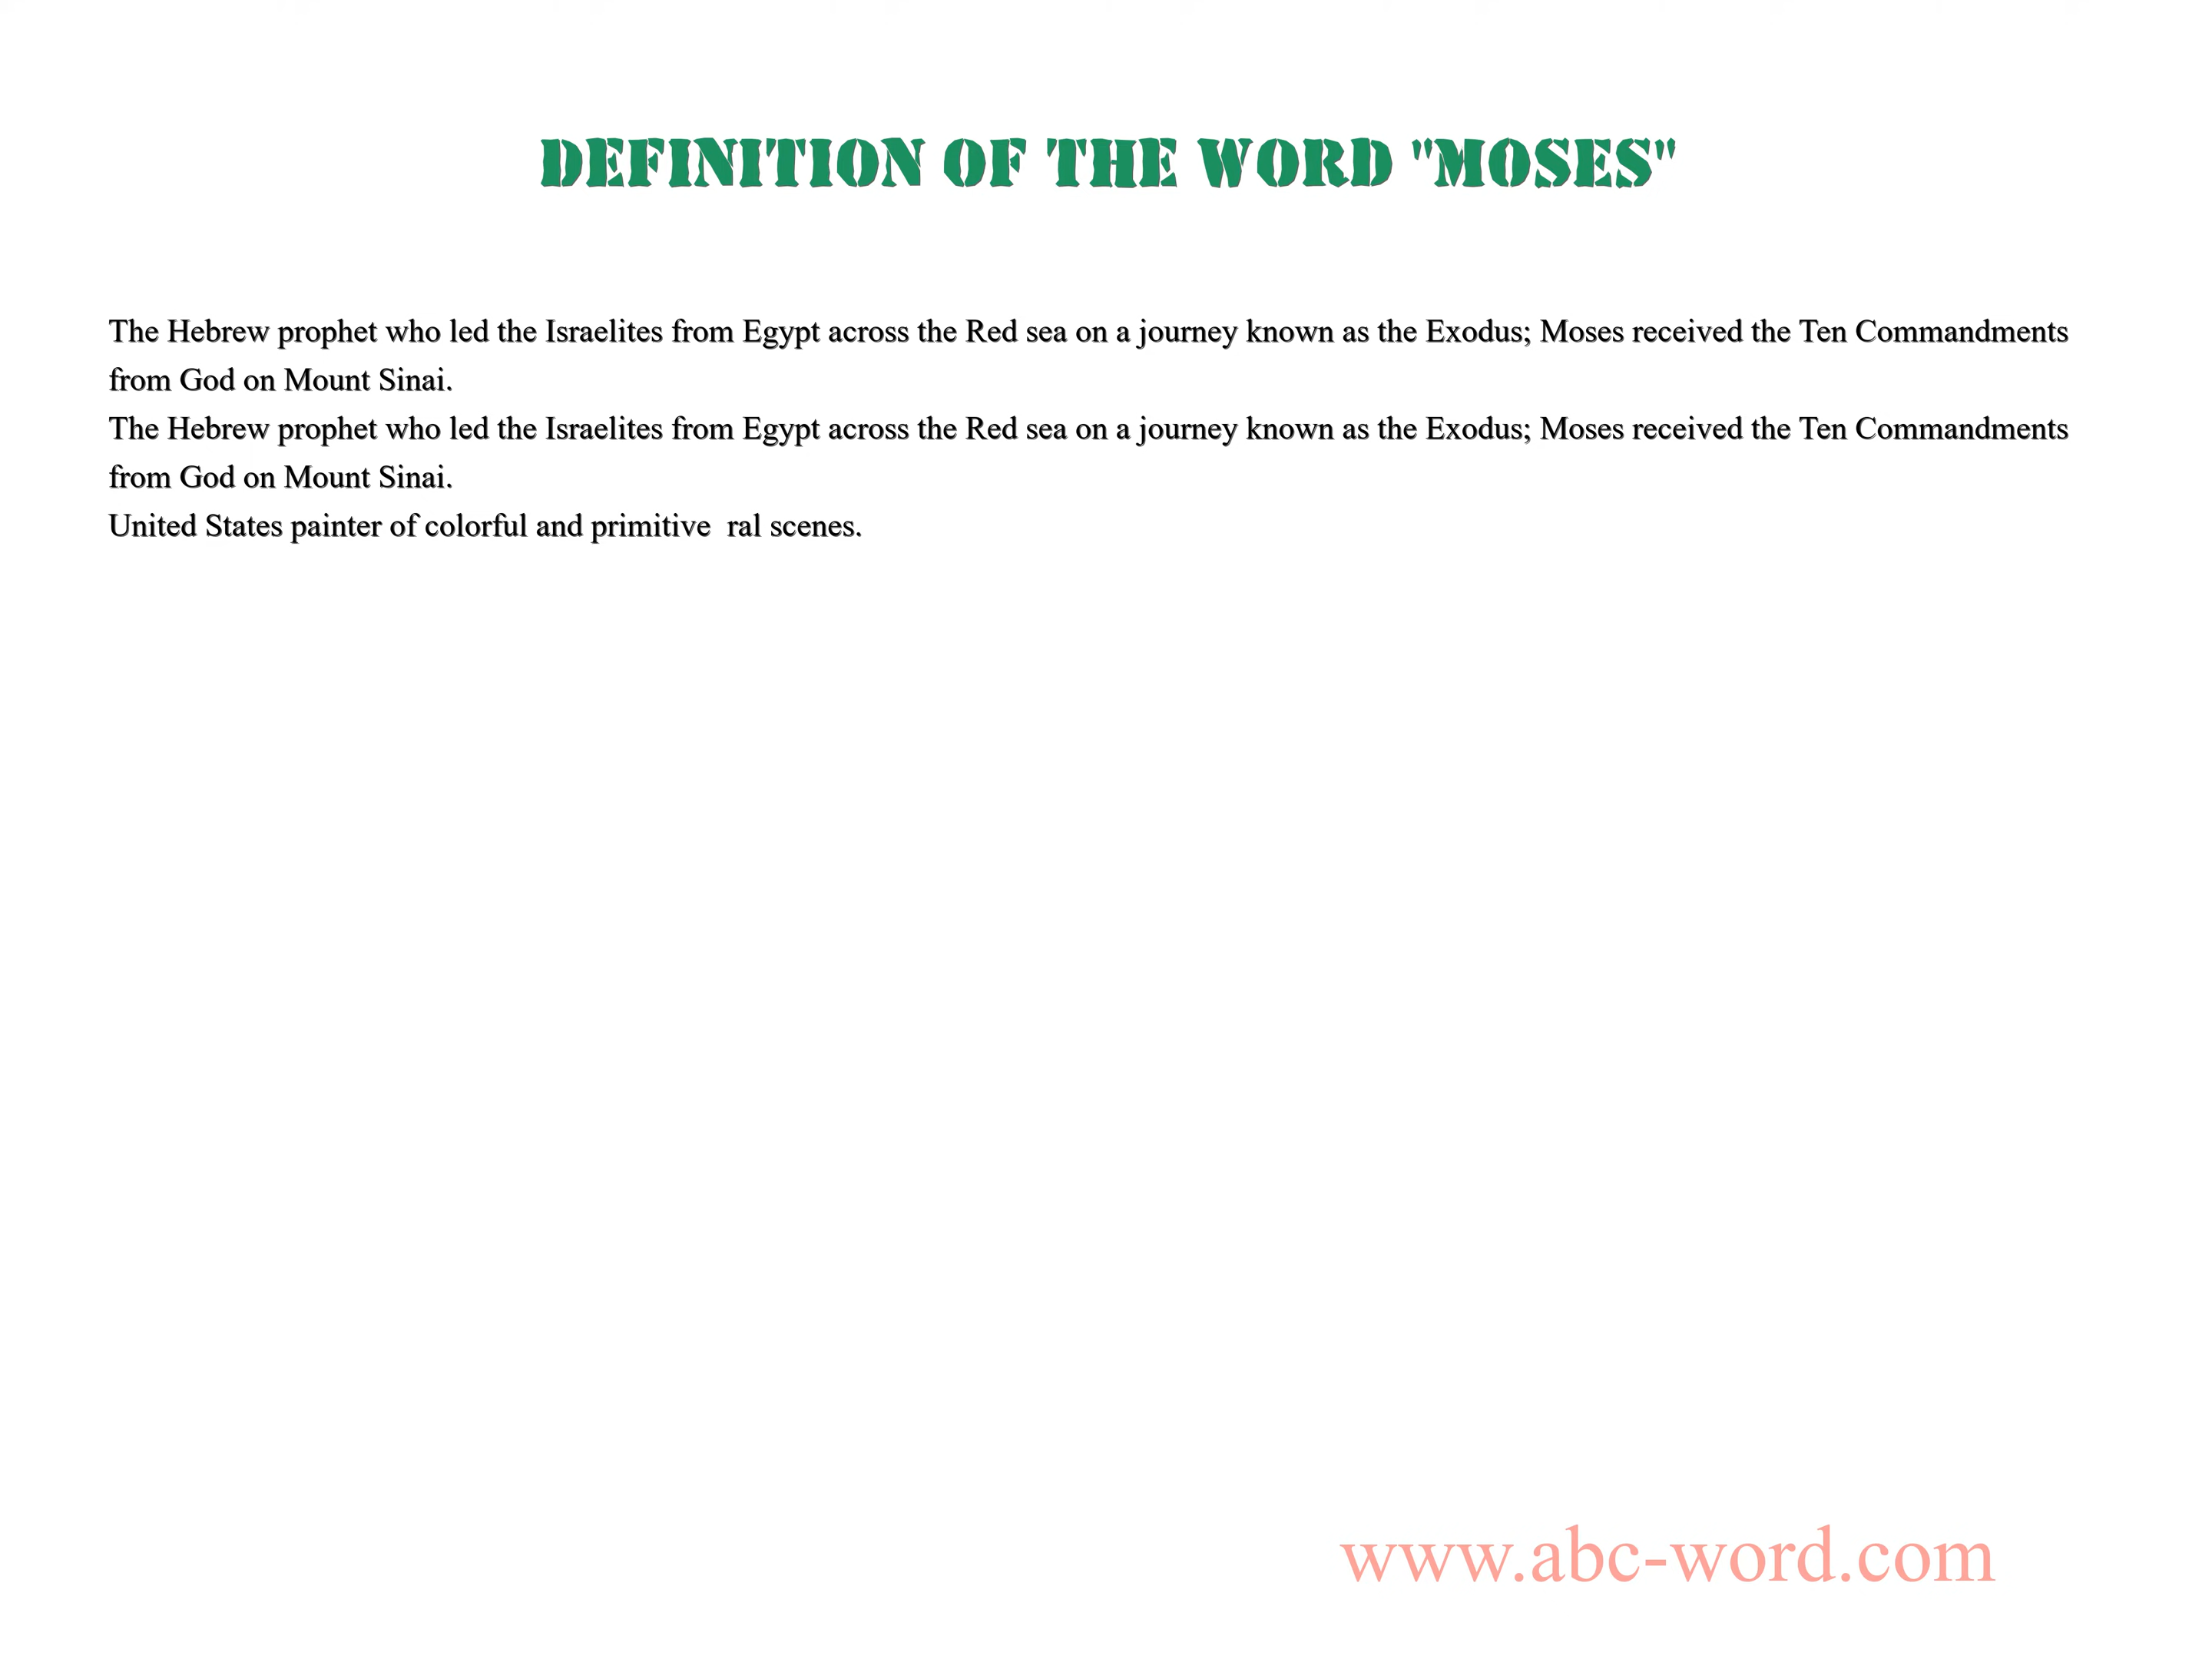 DEFINITION OF THE WORD "MOSES"
The Hebrew prophet who led the Israelites from Egypt across the Red sea on a journey known as the Exodus; Moses received the Ten Commandments
from God on Mount Sinai.
The Hebrew prophet who led the Israelites from Egypt across the Red sea on a journey known as the Exodus; Moses received the Ten Commandments
from God on Mount Sinai.
United States painter of colorful and primitive  ral scenes.
www.abc-word.com